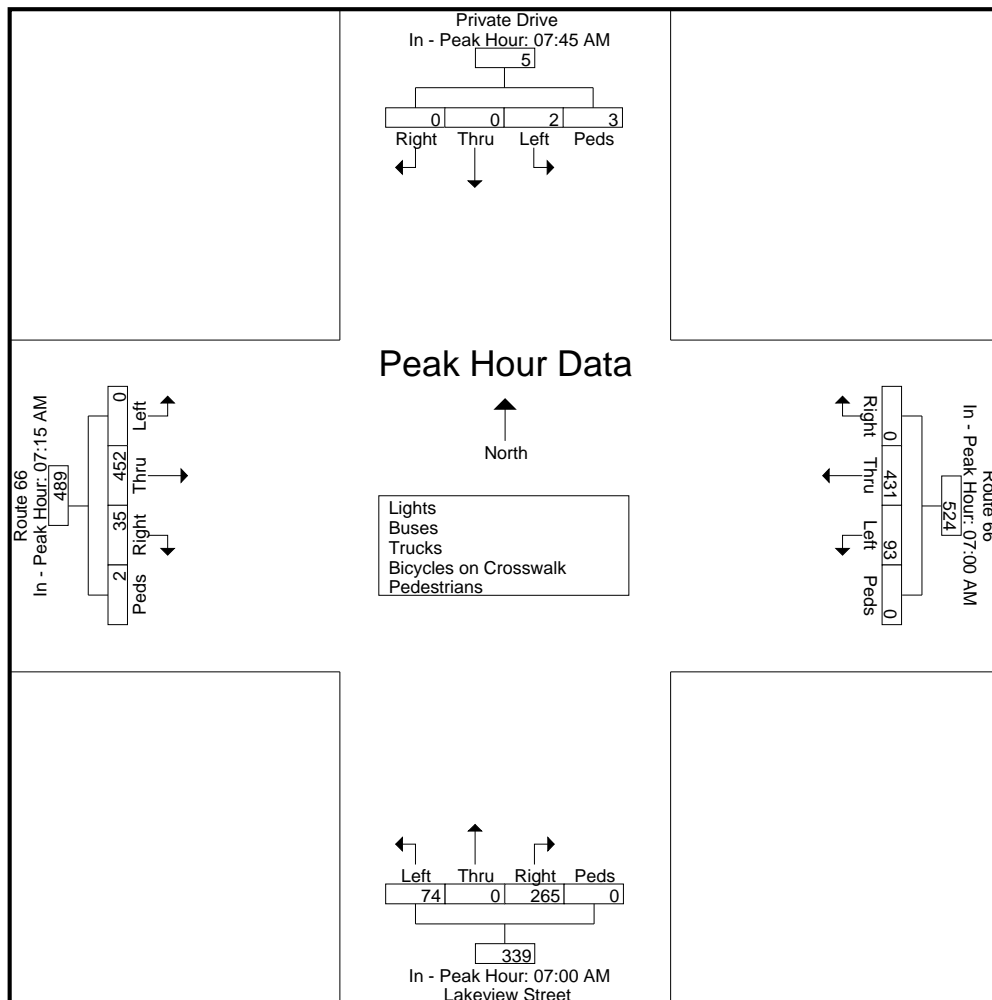 Private Drive
In - Peak Hour: 07:45 AM
5
0 0 2 3
Right Thru Left Peds
Peak Hour Data
North
Lights
Buses
Trucks
Bicycles on Crosswalk
Pedestrians
Route 66
In - Peak Hour: 07:15 AM
489
0 452 35 2
Left Thru Right Peds
Route 66
In - Peak Hour: 07:00 AM
524
0 431 93 0
Right Thru Left Peds
Left Thru Right Peds
74 0 265 0
339
In - Peak Hour: 07:00 AM
Lakeview Street